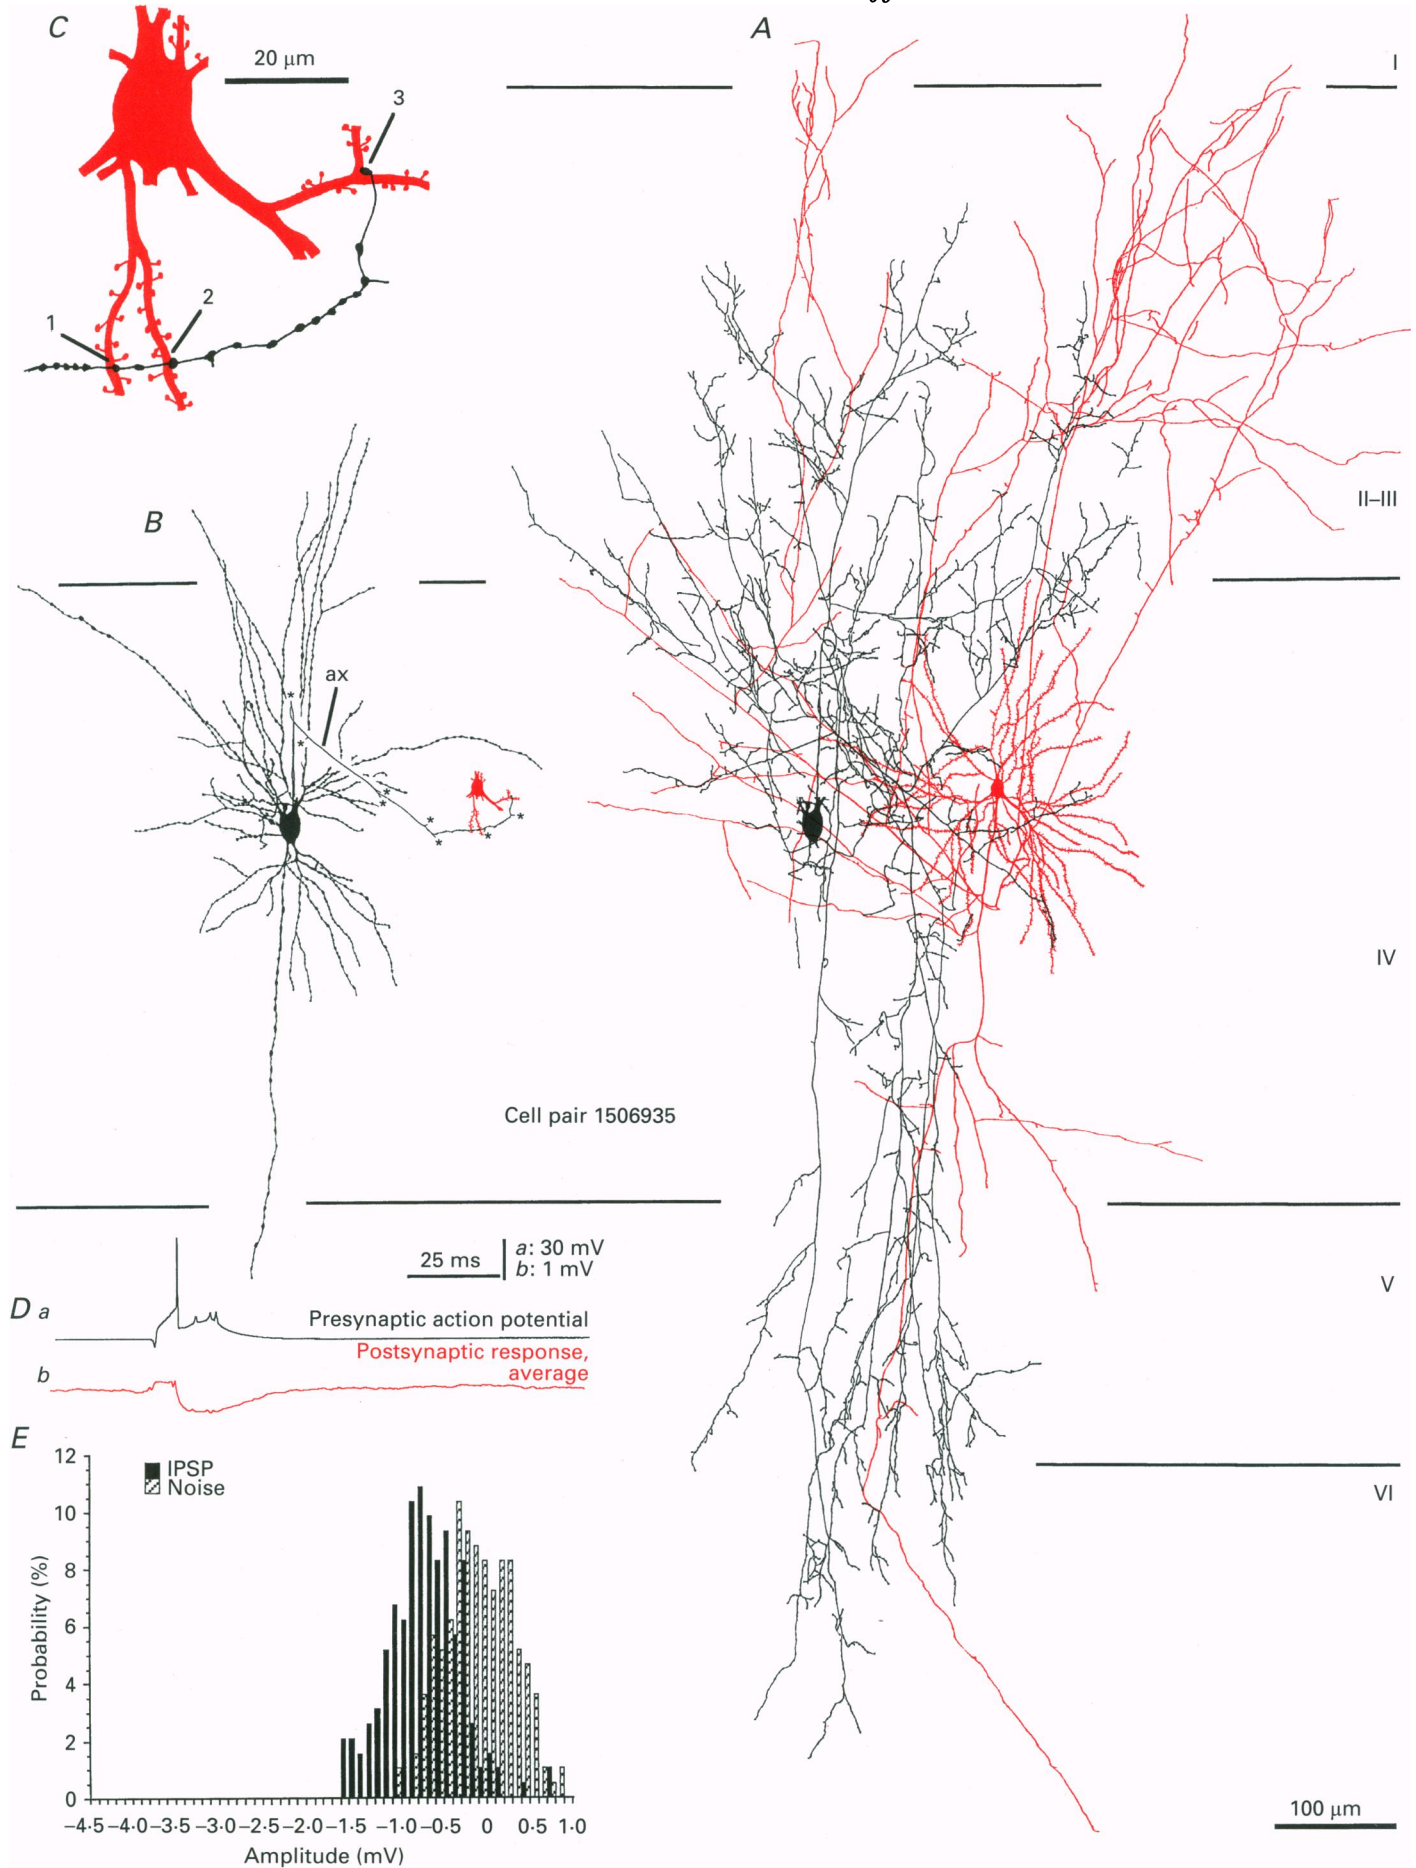 C
A
20 μm
I
3
2
1
II–III
B
ax
IV
Cell pair 1506935
25 ms
a: 30 mV
b: 1 mV
V
D a
Presynaptic action potential
Postsynaptic response,
average
b
E
12
IPSP
Noise
10
8
6
4
2
0
Probability (%)
−4·5 −4·0 −3·5 −3·0 −2·5 −2·0 −1·5 −1·0 −0·5 0 0·5 1·0
Amplitude (mV)
VI
100 μm